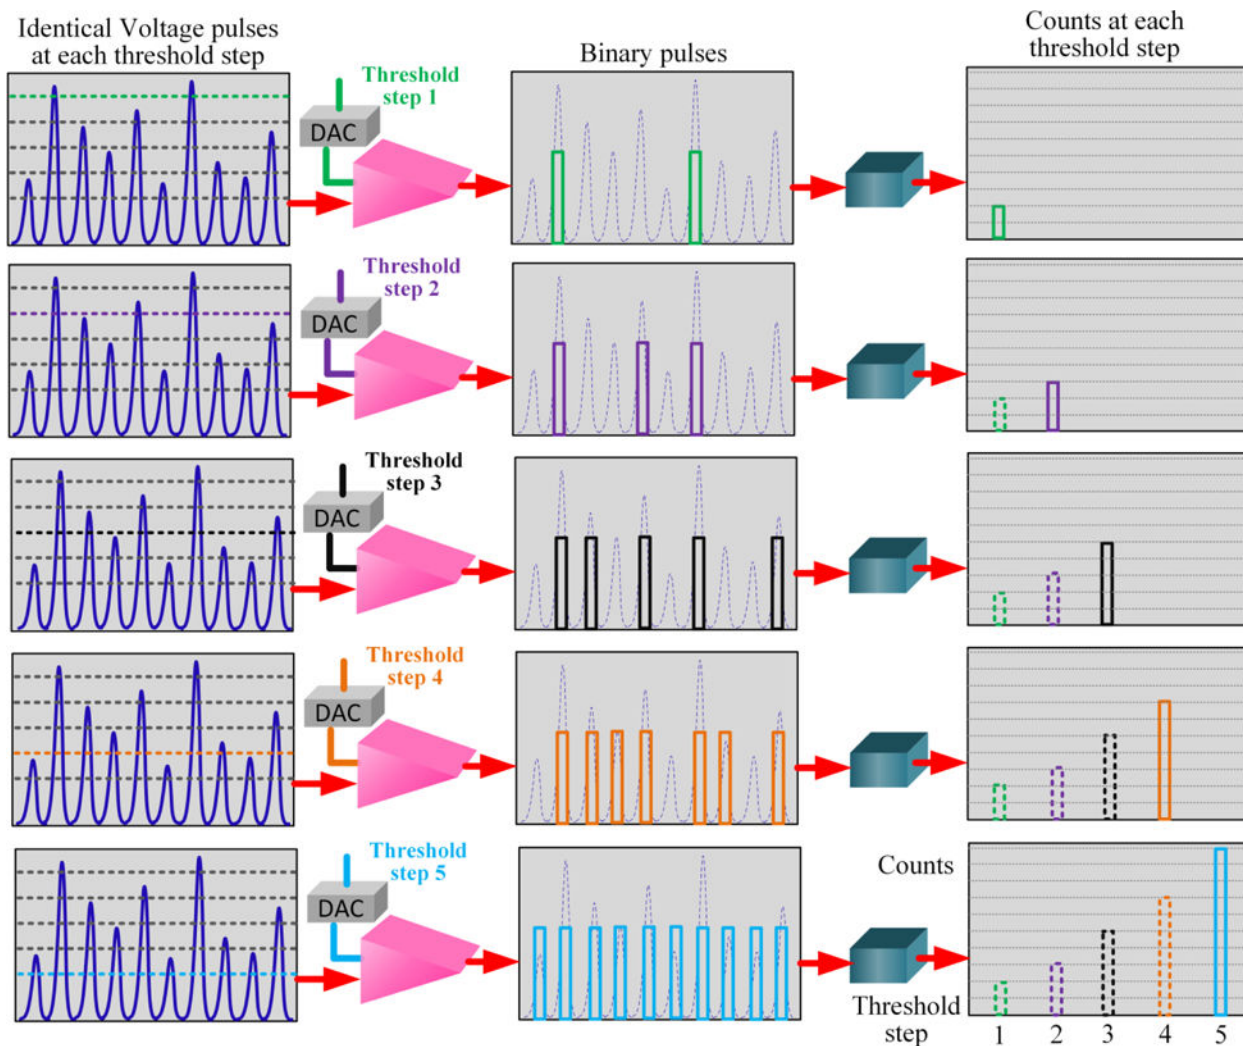 Identical Voltage pulses
at each threshold step
Binary pulses
Counts at each
threshold step
Threshold
step 1
DAC
Threshold
step 2
DAC
Threshold
step 3
DAC
Threshold
step 4
DAC
Threshold
step 5
DAC
Counts
Threshold
step
1 2 3 4 5